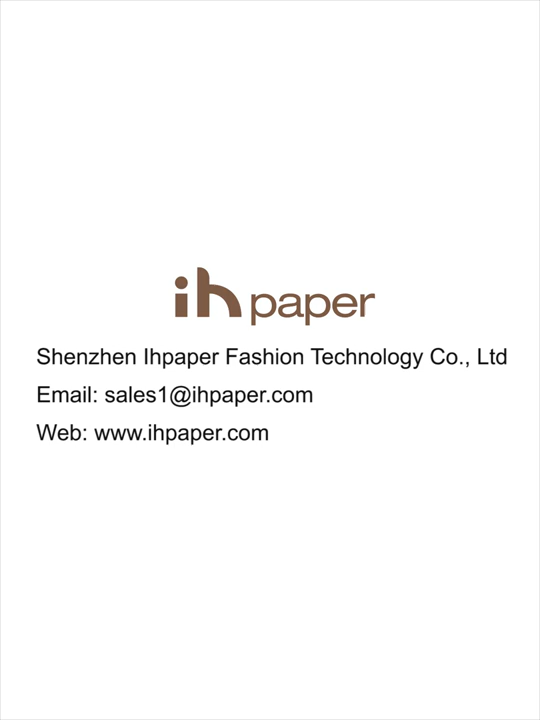 ih paper
Shenzhen Ihpaper Fashion Technology Co., Ltd
Email: sales1@ihpaper.com
Web: www.ihpaper.com